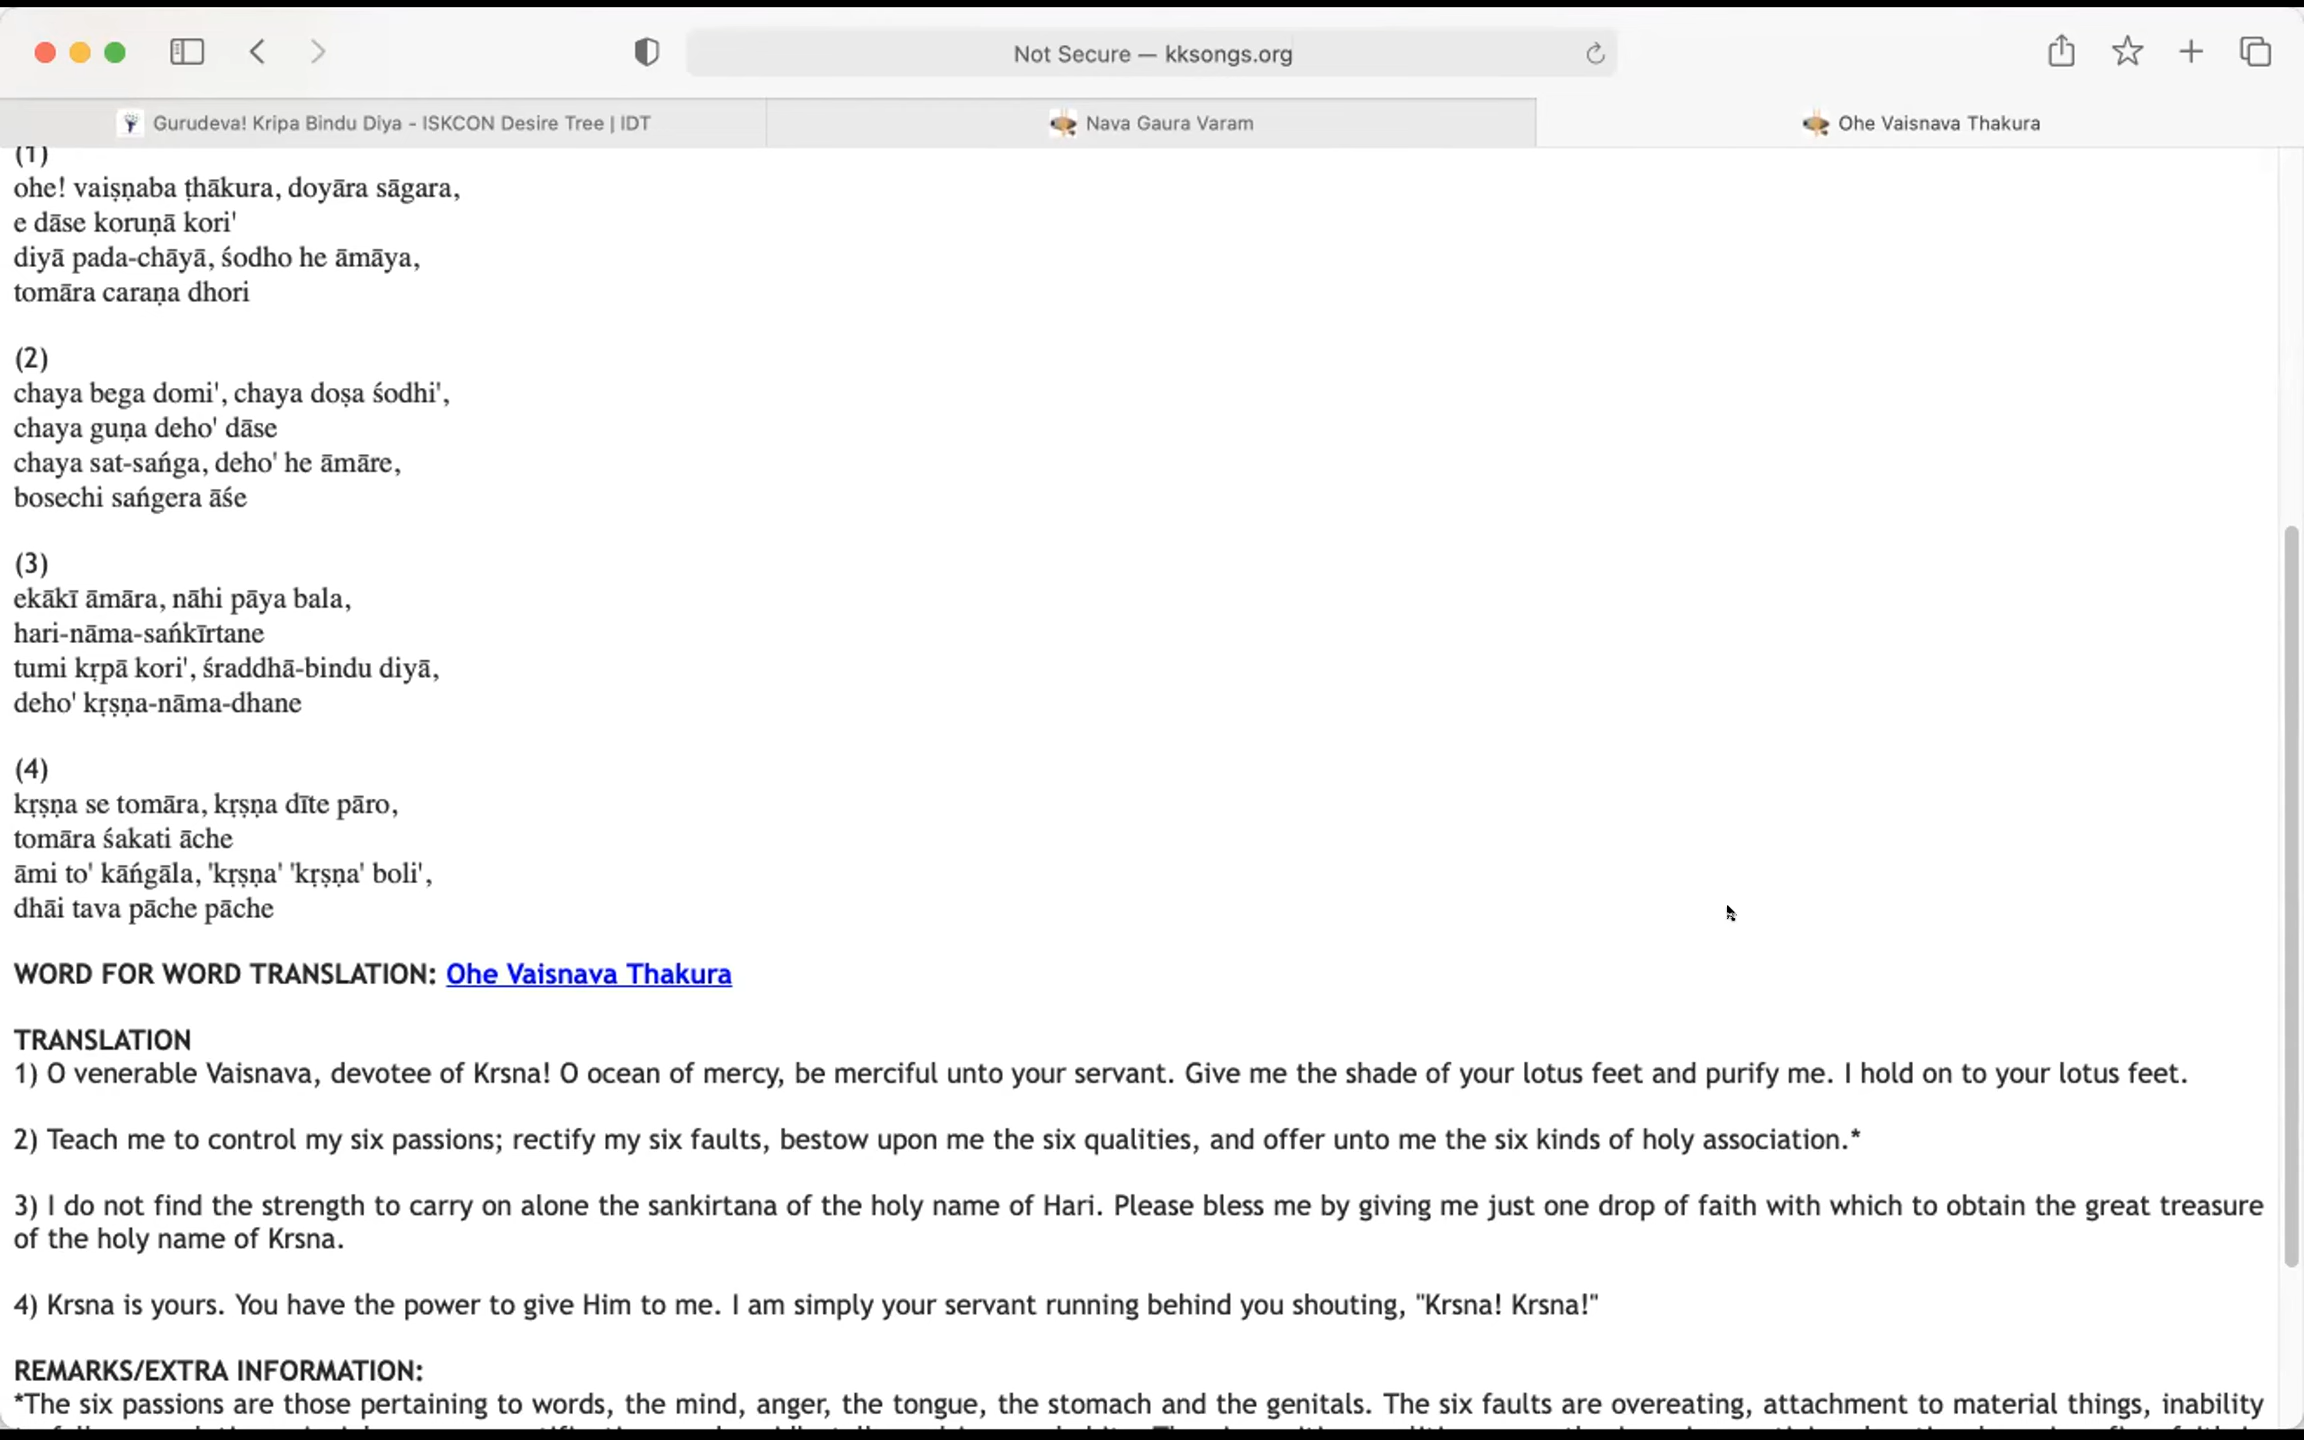 Not Secure — kksongs.org
Gurudeva! Kripa Bindu Diya - ISKCON Desire Tree | IDT
Nava Gaura Varam
Ohe Vaisnava Thakura
(1)
ohe! vaiṣṇaba ṭhākura, doyāra sāgara,
e dāse koruṇā kori'
diyā pada-chāyā, śodho he āmāya,
tomāra caraṇa dhori
(2)
chaya bega domi', chaya doṣa śodhi',
chaya guṇa deho' dāse
chaya sat-sańga, deho' he āmāre,
bosechi sańgera āśe
(3)
ekākī āmāra, nāhi pāya bala,
hari-nāma-sańkīrtane
tumi kṛpā kori', śraddhā-bindu diyā,
deho' kṛṣṇa-nāma-dhane
(4)
kṛṣṇa se tomāra, kṛṣṇa dīte pāro,
tomāra śakati āche
āmi to' kāńgāla, 'kṛṣṇa' 'kṛṣṇa' boli',
dhāi tava pāche pāche
WORD FOR WORD TRANSLATION: Ohe Vaisnava Thakura
TRANSLATION
1) O venerable Vaisnava, devotee of Krsna! O ocean of mercy, be merciful unto your servant. Give me the shade of your lotus feet and purify me. I hold on to your lotus feet.
2) Teach me to control my six passions; rectify my six faults, bestow upon me the six qualities, and offer unto me the six kinds of holy association.*
3) I do not find the strength to carry on alone the sankirtana of the holy name of Hari. Please bless me by giving me just one drop of faith with which to obtain the great treasure
of the holy name of Krsna.
4) Krsna is yours. You have the power to give Him to me. I am simply your servant running behind you shouting, "Krsna! Krsna!"
REMARKS/EXTRA INFORMATION:
*The six passions are those pertaining to words, the mind, anger, the tongue, the stomach and the genitals. The six faults are overeating, attachment to material things, inability